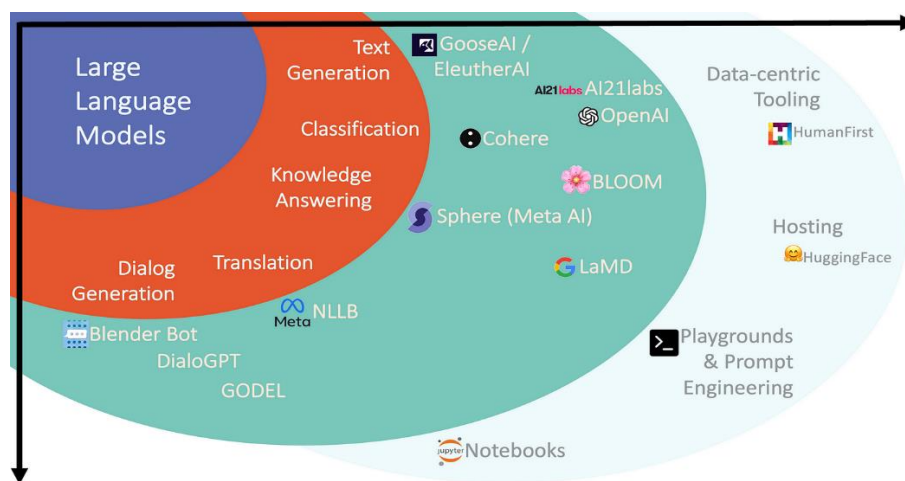 Large
Language
Models
Text
Generation
Classification
Knowledge
Answering
Translation
Dialog
Generation
GooseAI /
EleutherAI
AI21labs AI21labs
OpenAI
Cohere
BLOOM
Sphere (Meta AI)
LaMD
Meta NLLB
Blender Bot
DialoGPT
GODEL
Data-centric
Tooling
HumanFirst
Hosting
HuggingFace
Playgrounds
& Prompt
Engineering
jupyter Notebooks